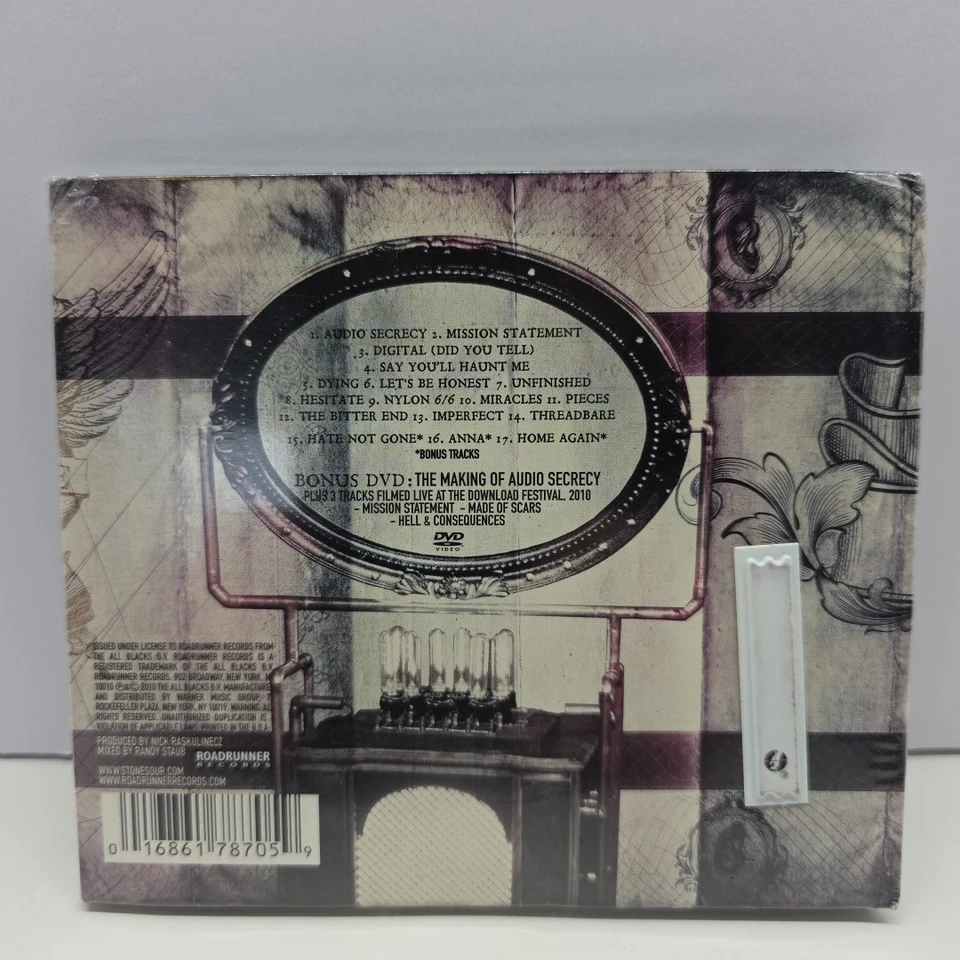 1. AUDIO SECRECY 2. MISSION STATEMENT
3. DIGITAL (DID YOU TELL)
4. SAY YOU'LL HAUNT ME
5. DYING 6. LET'S BE HONEST 7. UNFINISHED
8. HESITATE 9. NYLON 6/6 10. MIRACLES 11. PIECES
12. THE BITTER END 13. IMPERFECT 14. THREADBARE
15. HATE NOT GONE* 16. ANNA* 17. HOME AGAIN*
*BONUS TRACKS
BONUS DVD: THE MAKING OF AUDIO SECRECY
PLUS 3 TRACKS FILMED LIVE AT THE DOWNLOAD FESTIVAL, 2010
- MISSION STATEMENT - MADE OF SCARS
- HELL & CONSEQUENCES
DVD
VIDEO
ISSUED UNDER LICENSE TO ROADRUNNER RECORDS FROM
THE ALL BLACKS B.V. ROADRUNNER RECORDS IS A
REGISTERED TRADEMARK OF THE ALL BLACKS B.V.
ROADRUNNER RECORDS, 902 BROADWAY, NEW YORK,
10010 ℗&© 2010 THE ALL BLACKS B.V. MANUFACTURE
AND DISTRIBUTED BY WARNER MUSIC GROUP,
ROCKEFELLER PLAZA, NEW YORK, NY 10019. WARNING: AL
RIGHTS RESERVED. UNAUTHORIZED DUPLICATION IS
VIOLATION OF APPLICABLE LAWS. PRINTED IN THE U.S.A.
PRODUCED BY NICK RASKULINECZ
MIXED BY RANDY STAUB
ROADRUNNER
RECORDS
WWW.STONESOUR.COM
WWW.ROADRUNNERRECORDS.COM
0 16861 78705 9